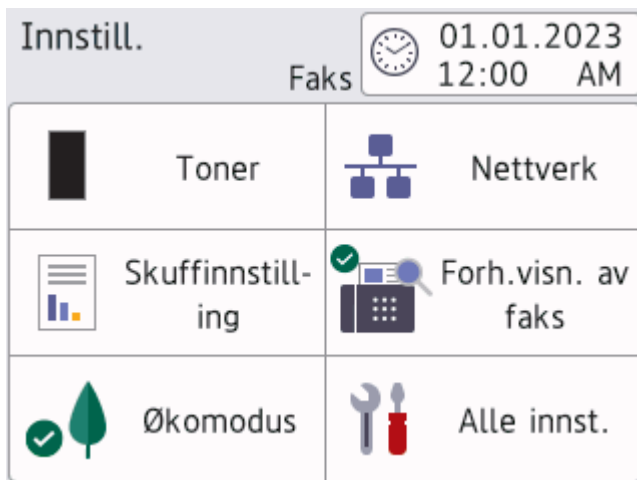 Innstill.
Faks
01.01.2023
12:00 AM
Toner
Nettverk
Skuffinnstill-
ing
Forh.visn. av
faks
Økomodus
Alle innst.